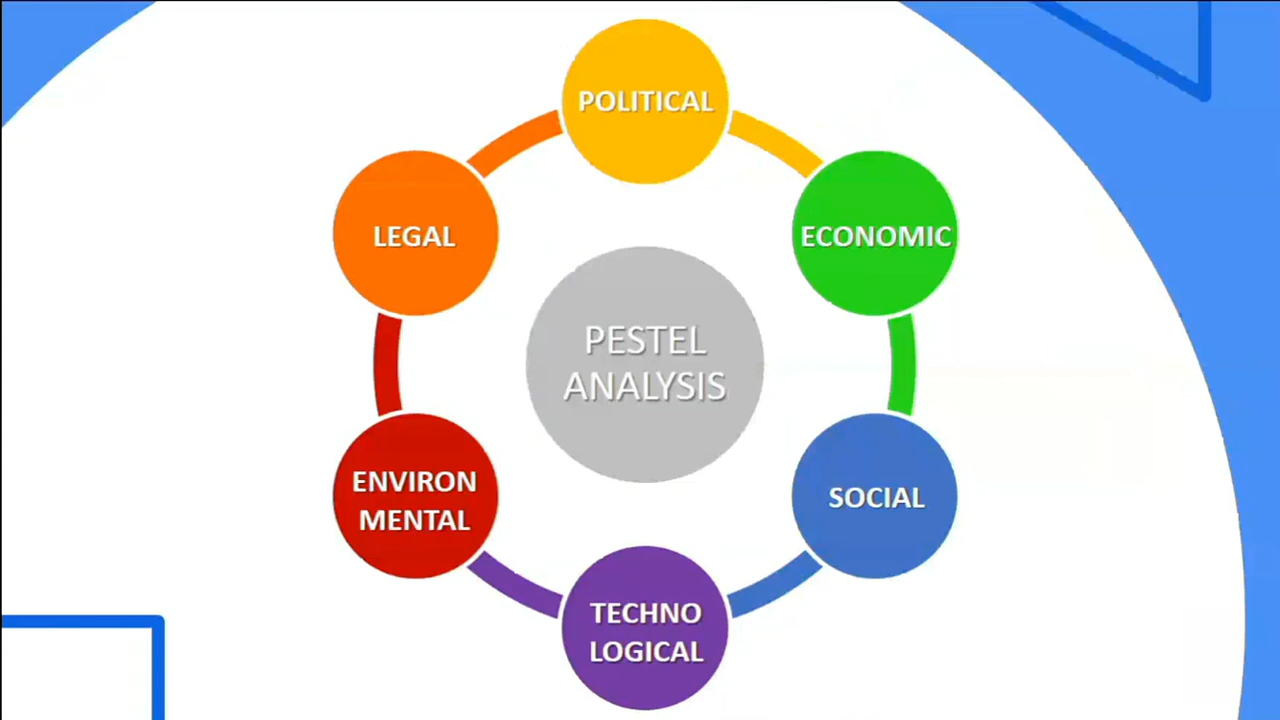 POLITICAL
LEGAL
ECONOMIC
PESTEL
ANALYSIS
ENVIRON
MENTAL
SOCIAL
TECHNO
LOGICAL